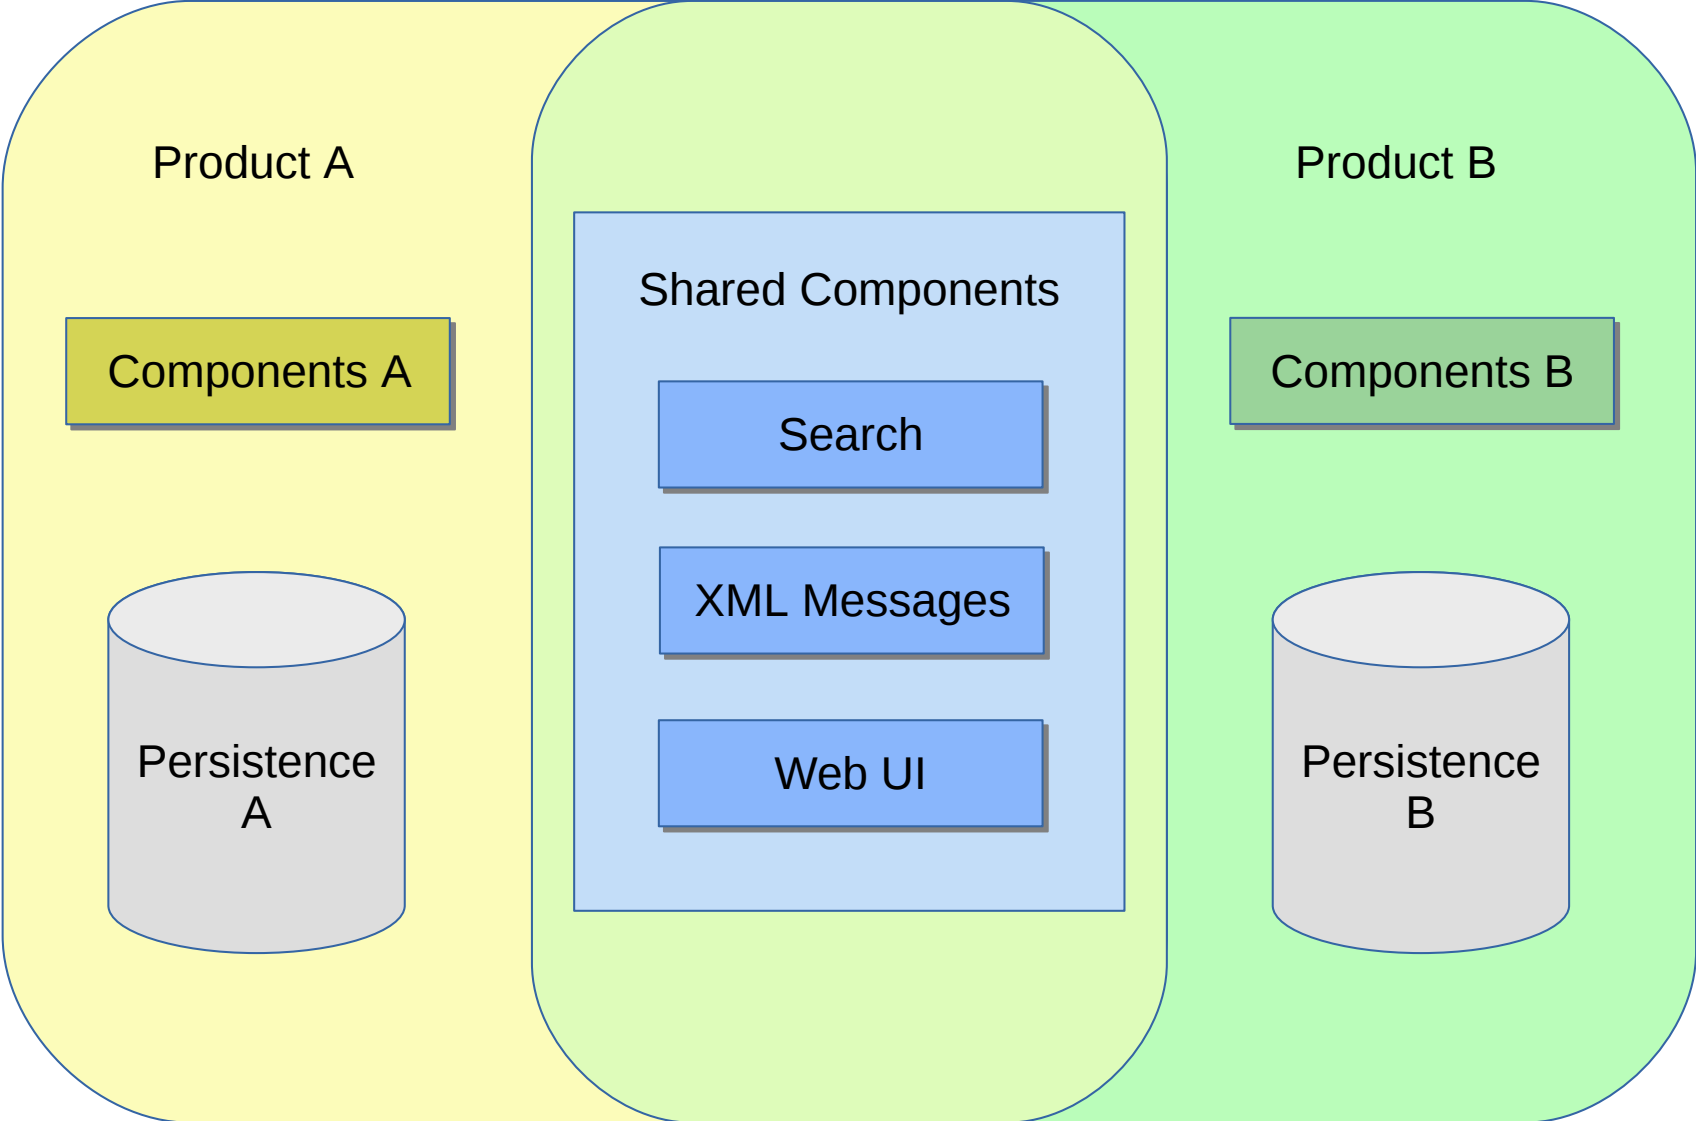 Product A
Components A
Persistence
A
Shared Components
Search
XML Messages
Web UI
Product B
Components B
Persistence
B